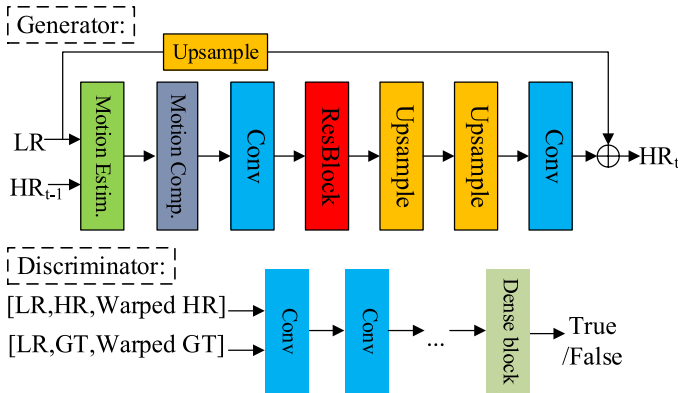 Generator:
Upsample
LR
HRt-1
Motion Estim.
Motion Comp.
Conv
ResBlock
Upsample
Upsample
Conv
HRt
Discriminator:
[LR,HR,Warped HR]
[LR,GT,Warped GT]
Conv
Conv
...
Dense block
True
/False